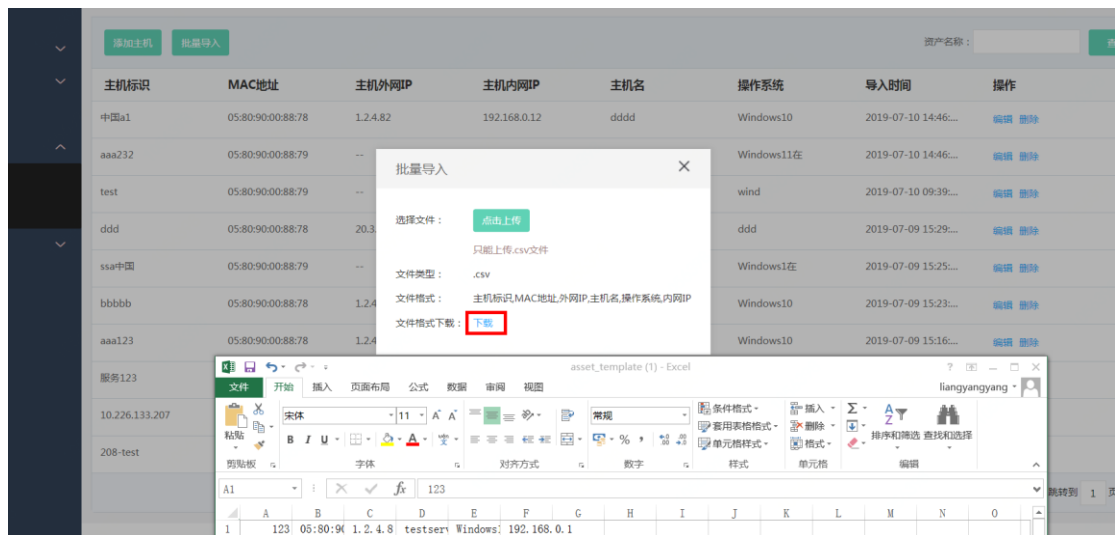 添加主机 批量导入 资产名称： 查
主机标识 MAC地址 主机外网IP 主机内网IP 主机名 操作系统 导入时间 操作
中国a1 05:80:90:00:88:78 1.2.4.82 192.168.0.12 dddd Windows10 2019-07-10 14:46:... 编辑 删除
aaa232 05:80:90:00:88:79 -- Windows11在 2019-07-10 14:46:... 编辑 删除
批量导入
test 05:80:90:00:88:79 -- wind 2019-07-10 09:39:... 编辑 删除
选择文件： 点击上传
ddd 05:80:90:00:88:78 20.3. ddd 2019-07-09 15:29:... 编辑 删除
只能上传.csv文件
ssa中国 05:80:90:00:88:79 -- Windows1在 2019-07-09 15:25:... 编辑 删除
文件类型： .csv
bbbbb 05:80:90:00:88:78 1.2.4 Windows10 2019-07-09 15:23:... 编辑 删除
文件格式： 主机标识,MAC地址,外网IP,主机名,操作系统,内网IP
文件格式下载： 下载
aaa123 05:80:90:00:88:78 1.2.4 Windows10 2019-07-09 15:16:... 编辑 删除
服务123
10.226.133.207
208-test
asset_template (1) - Excel
文件 开始 插入 页面布局 公式 数据 审阅 视图 liangyangyang
宋体 11 常规 条件格式 插入
粘贴 B I U % 套用表格格式 删除 排序和筛选 查找和选择
单元格样式 格式
剪贴板 字体 对齐方式 数字 样式 单元格 编辑
A1 fx 123
跳转到 1 页
A B C D E F G H I J K L M N O
1 123 05:80:90 1.2.4.8 testserv Windows 192.168.0.1